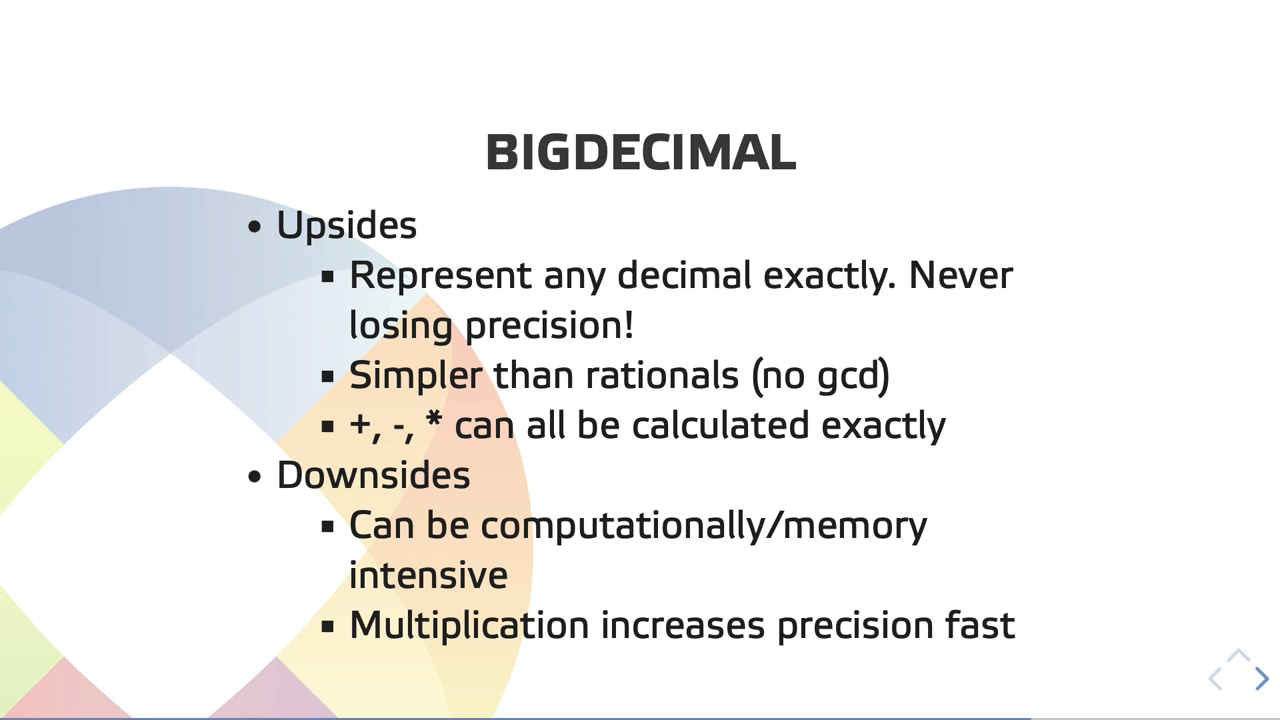 BIGDECIMAL
• Upsides
▪ Represent any decimal exactly. Never
losing precision!
▪ Simpler than rationals (no gcd)
▪ +, -, * can all be calculated exactly
• Downsides
▪ Can be computationally/memory
intensive
▪ Multiplication increases precision fast